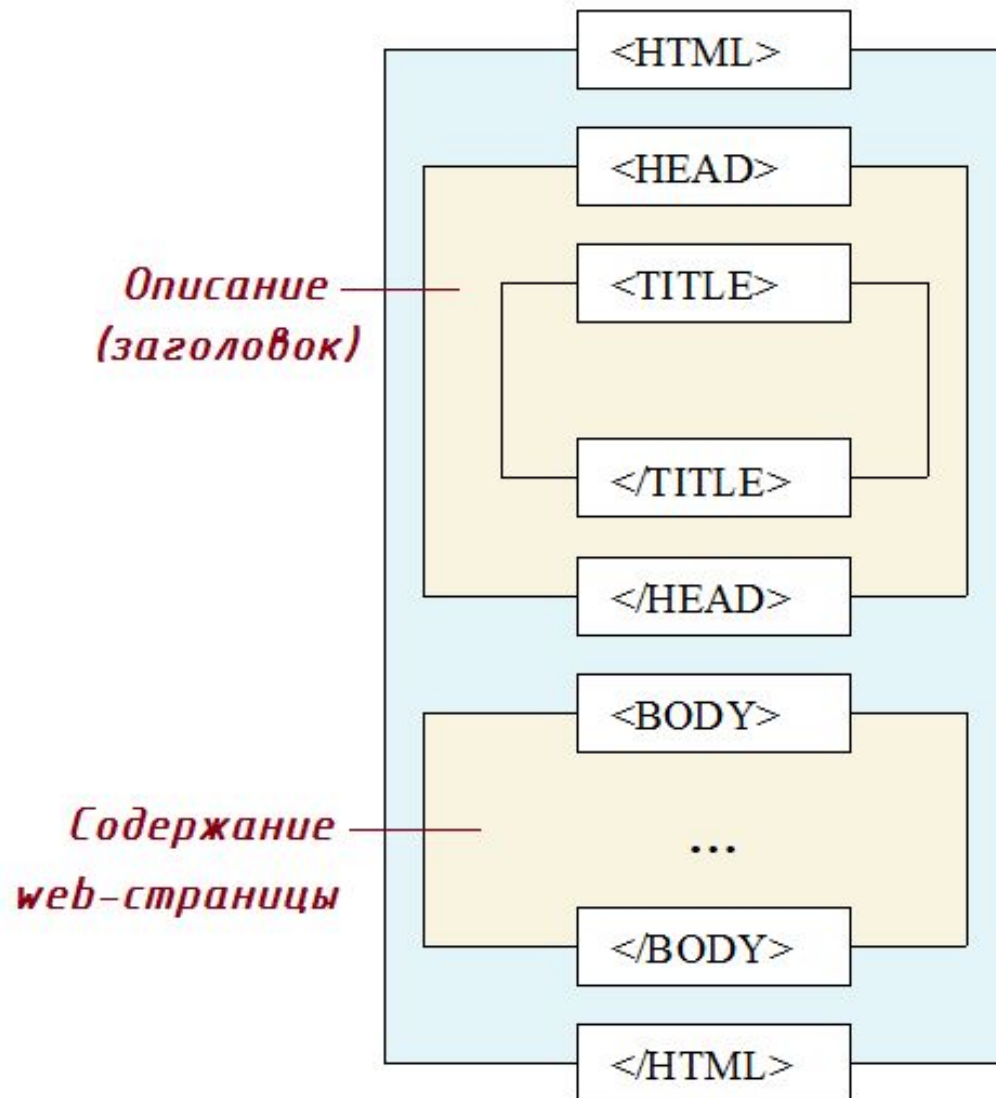 <HTML>
<HEAD>
<TITLE>
Описание
(заголовок)
</TITLE>
</HEAD>
<BODY>
Содержание
...
web-страницы
</BODY>
</HTML>